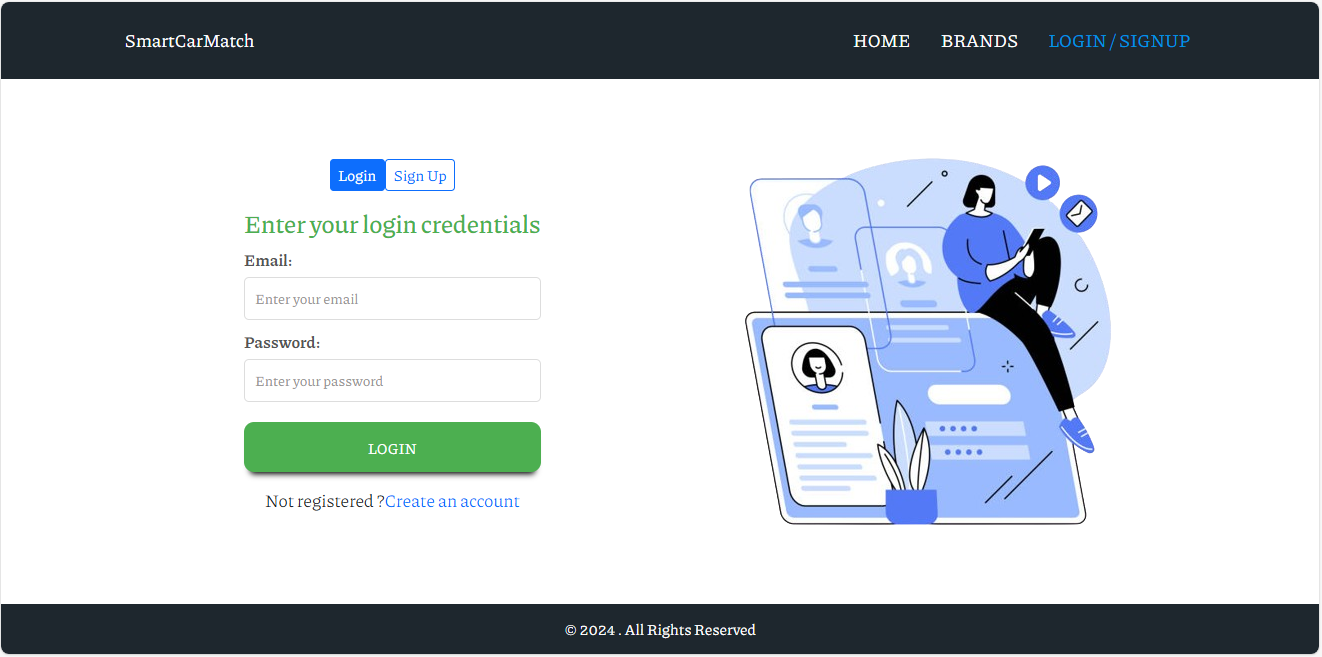 SmartCarMatch
HOME BRANDS LOGIN / SIGNUP
Login Sign Up
Enter your login credentials
Email:
Enter your email
Password:
Enter your password
LOGIN
Not registered ?Create an account
© 2024 . All Rights Reserved